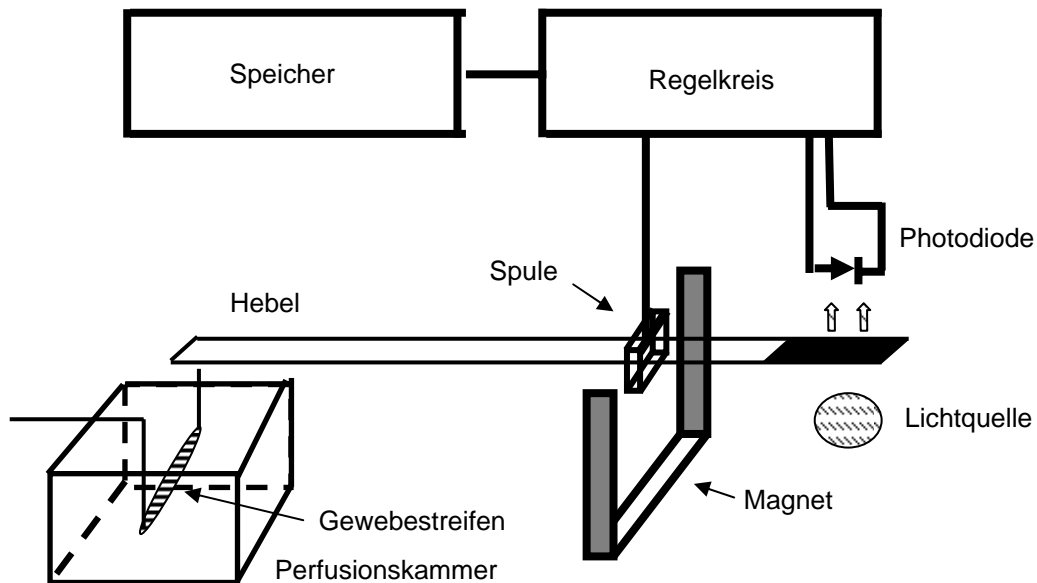 Speicher
Regelkreis
Photodiode
Spule
Hebel
Lichtquelle
Magnet
Gewebestreifen
Perfusionskammer